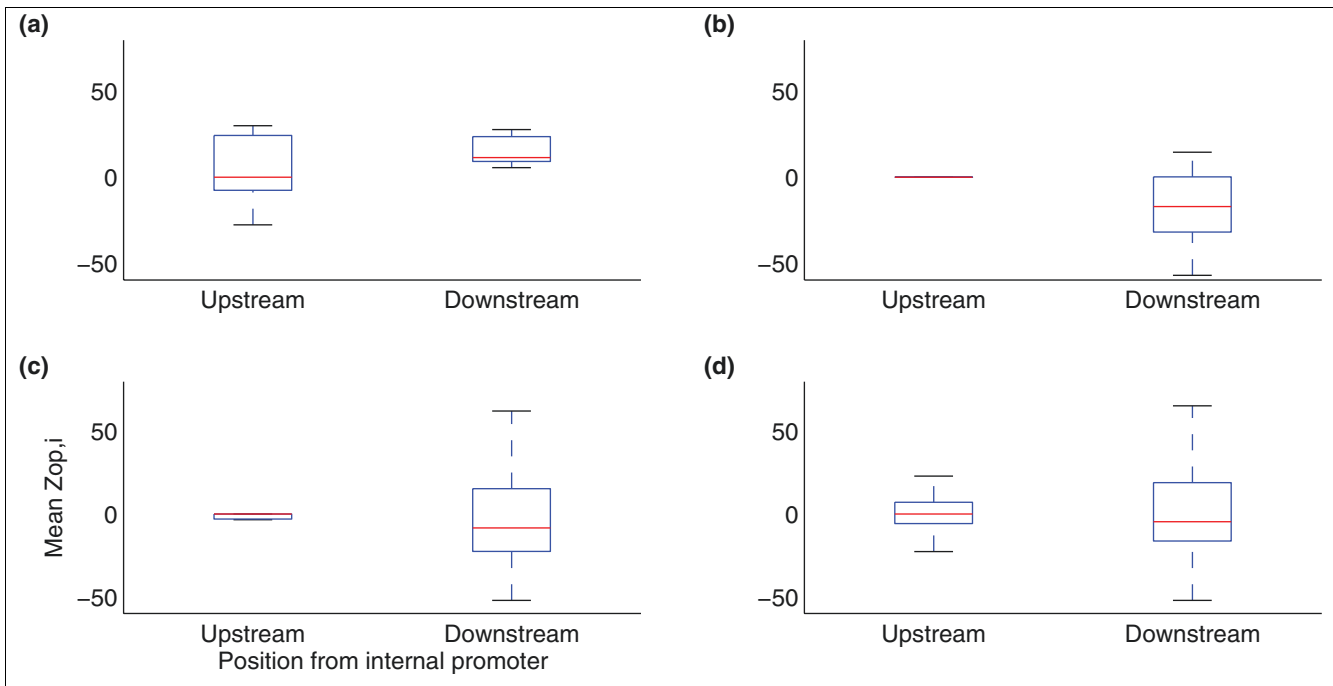 (a)
50
0
−50
Upstream Downstream
(b)
50
0
−50
Upstream Downstream
(c)
50
0
−50
Mean Zop,i
Upstream Downstream
Position from internal promoter
(d)
50
0
−50
Upstream Downstream